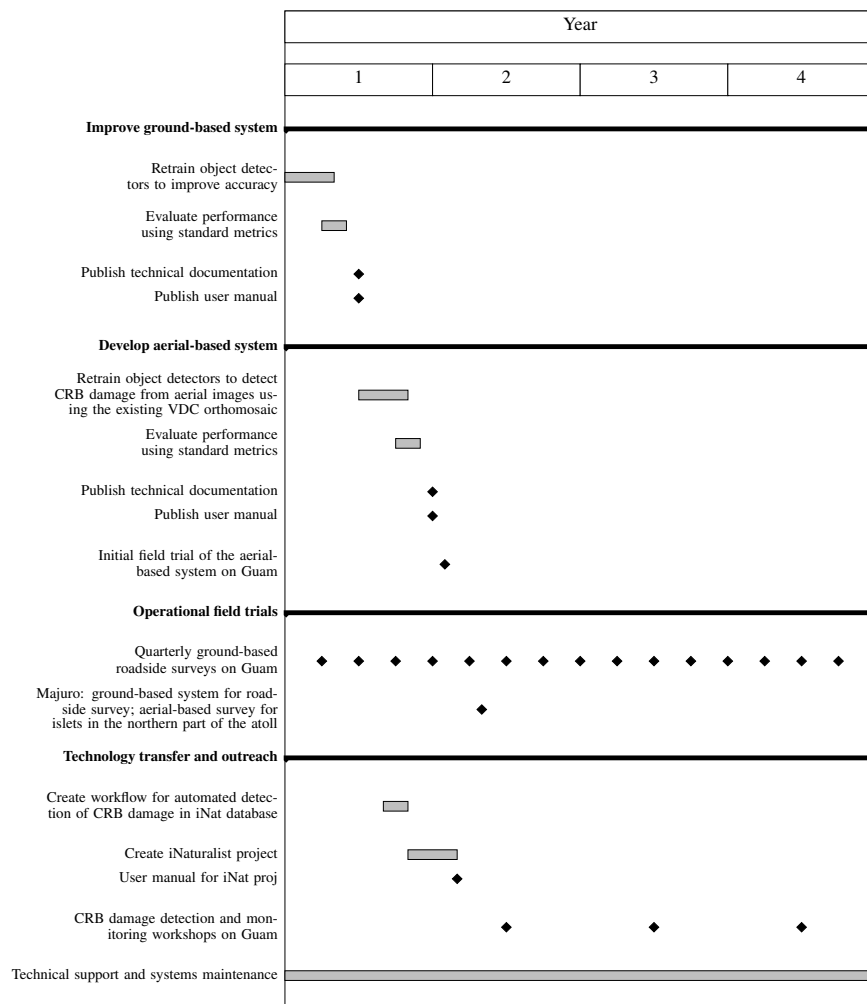 Year
1 2 3 4
Improve ground-based system
Retrain object detec-
tors to improve accuracy
Evaluate performance
using standard metrics
Publish technical documentation
Publish user manual
Develop aerial-based system
Retrain object detectors to detect
CRB damage from aerial images us-
ing the existing VDC orthomosaic
Evaluate performance
using standard metrics
Publish technical documentation
Publish user manual
Initial field trial of the aerial-
based system on Guam
Operational field trials
Quarterly ground-based
roadside surveys on Guam
Majuro: ground-based system for road-
side survey; aerial-based survey for
islets in the northern part of the atoll
Technology transfer and outreach
Create workflow for automated detec-
tion of CRB damage in iNat database
Create iNaturalist project
User manual for iNat proj
CRB damage detection and mon-
itoring workshops on Guam
Technical support and systems maintenance